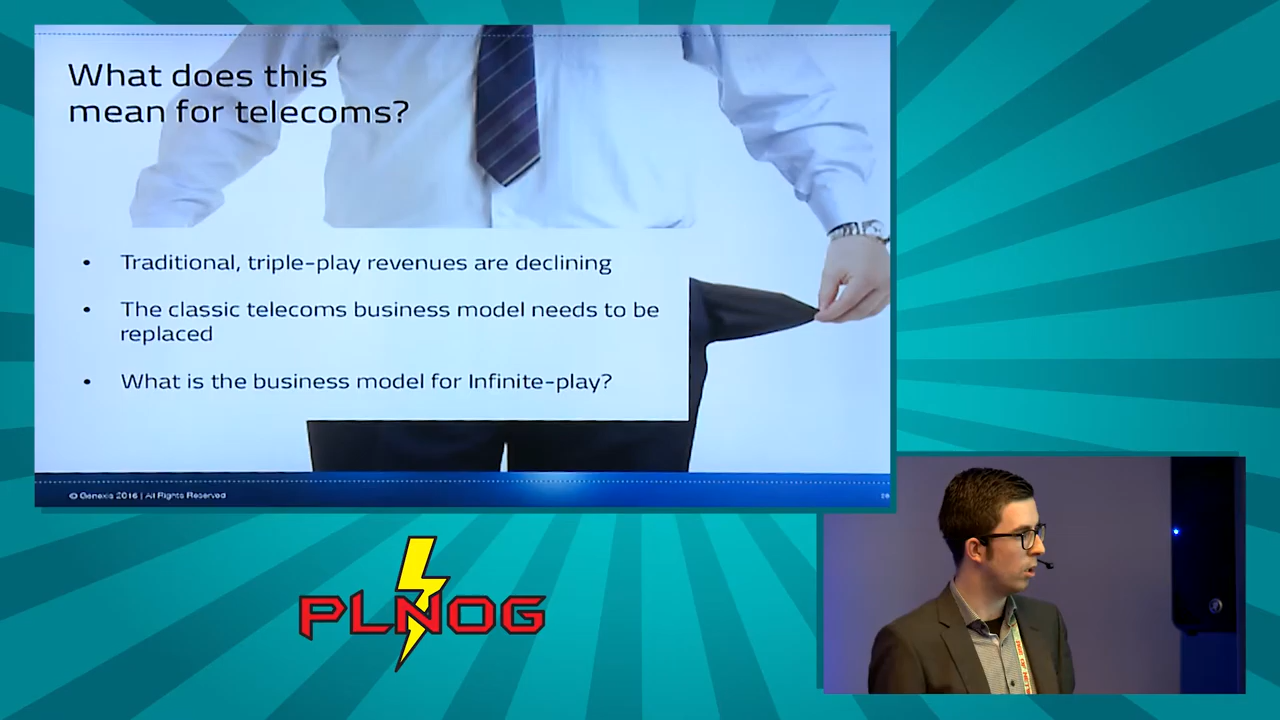 What does this
mean for telecoms?
• Traditional, triple-play revenues are declining
• The classic telecoms business model needs to be
replaced
• What is the business model for Infinite-play?
© Genexis 2016 | All Rights Reserved
PLNOG